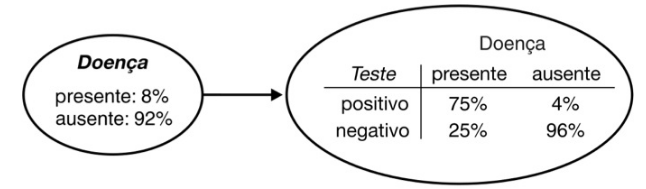 Doença
presente: 8%
ausente: 92%
Doença
Teste presente ausente
positivo 75% 4%
negativo 25% 96%